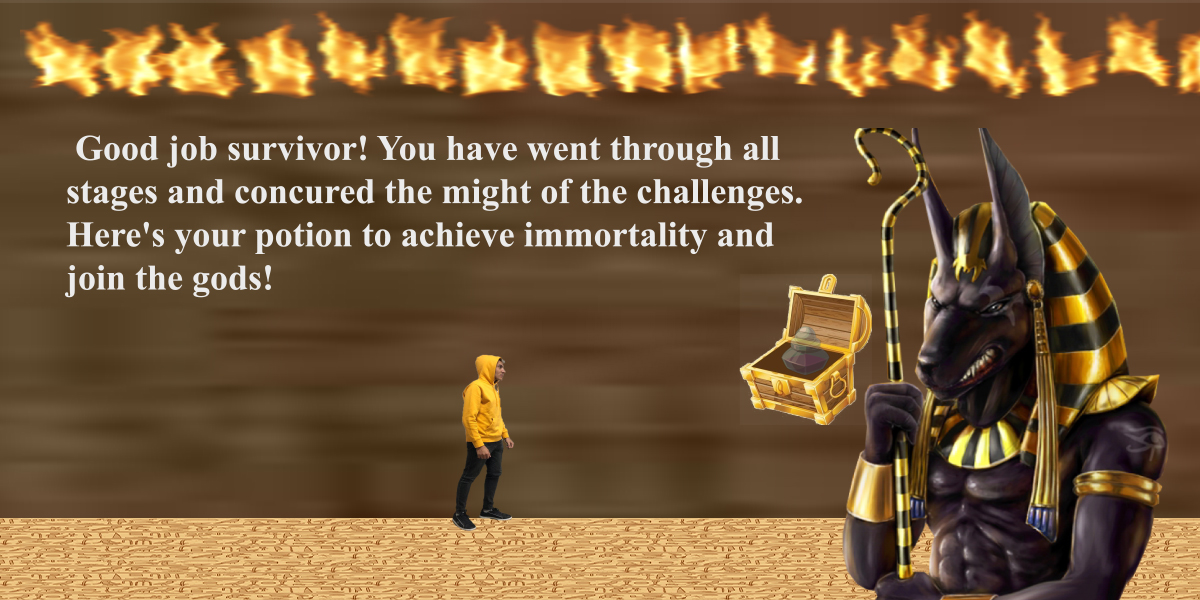 Good job survivor! You have went through all
stages and concured the might of the challenges.
Here's your potion to achieve immortality and
join the gods!